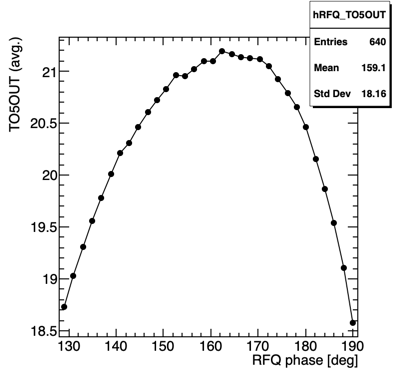 hRFQ_TO5OUT
Entries 640
Mean 159.1
Std Dev 18.16
TO5OUT (avg.)
21
20.5
20
19.5
19
18.5
130 140 150 160 170 180 190
RFQ phase [deg]